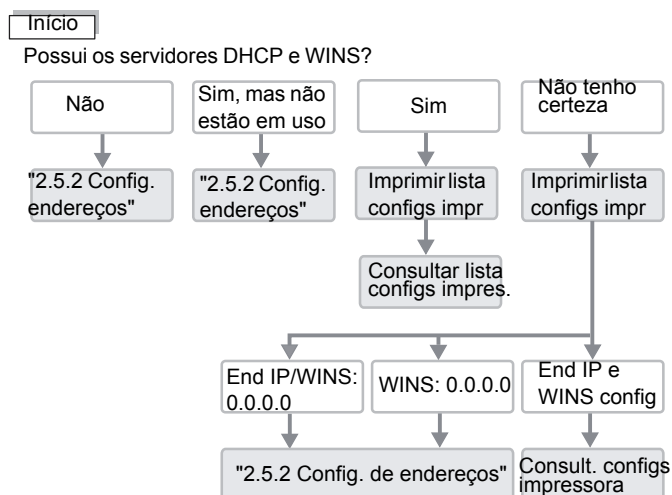 Início
Possui os servidores DHCP e WINS?
Não
Sim, mas não
estão em uso
Sim
Não tenho
certeza
"2.5.2 Config.
endereços"
"2.5.2 Config.
endereços"
Imprimir lista
configs impr
Imprimir lista
configs impr
Consultar lista
configs impres.
End IP/WINS:
0.0.0.0
WINS: 0.0.0.0
End IP e
WINS config
"2.5.2 Config. de endereços"
Consult. configs
impressora